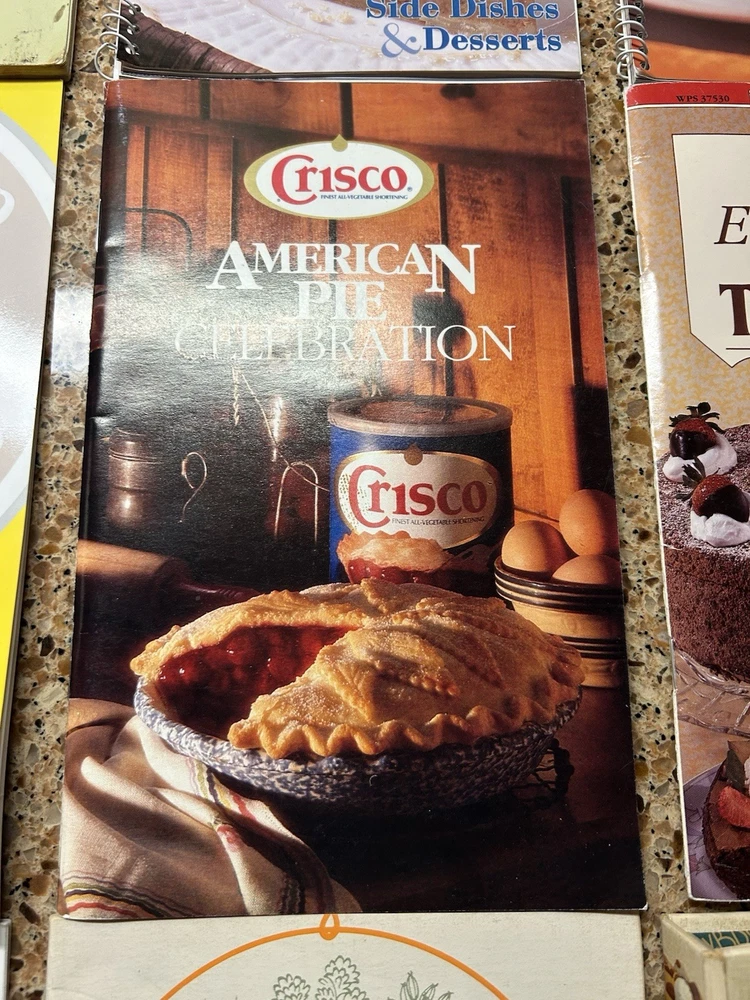 Side Dishes
& Desserts
WPS 37530
Crisco
FINEST ALL-VEGETABLE SHORTENING
AMERICAN
PIE
CELEBRATION
Crisco
FINEST ALL-VEGETABLE SHORTENING
E
T